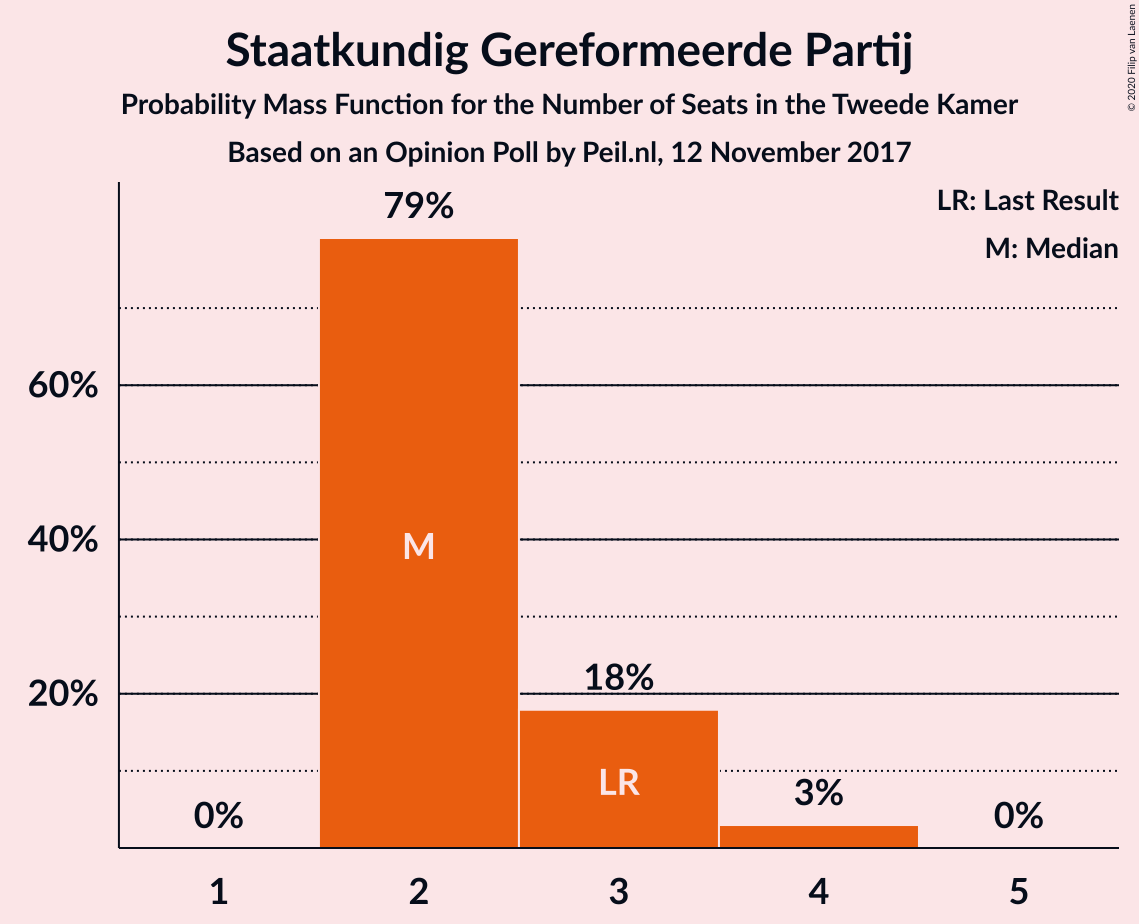 Staatkundig Gereformeerde Partij
Probability Mass Function for the Number of Seats in the Tweede Kamer
Based on an Opinion Poll by Peil.nl, 12 November 2017
© 2020 Filip van Laenen
LR: Last Result
M: Median
79%
60%
40%
M
18%
20%
LR
3%
0%
0%
1
2
3
4
5